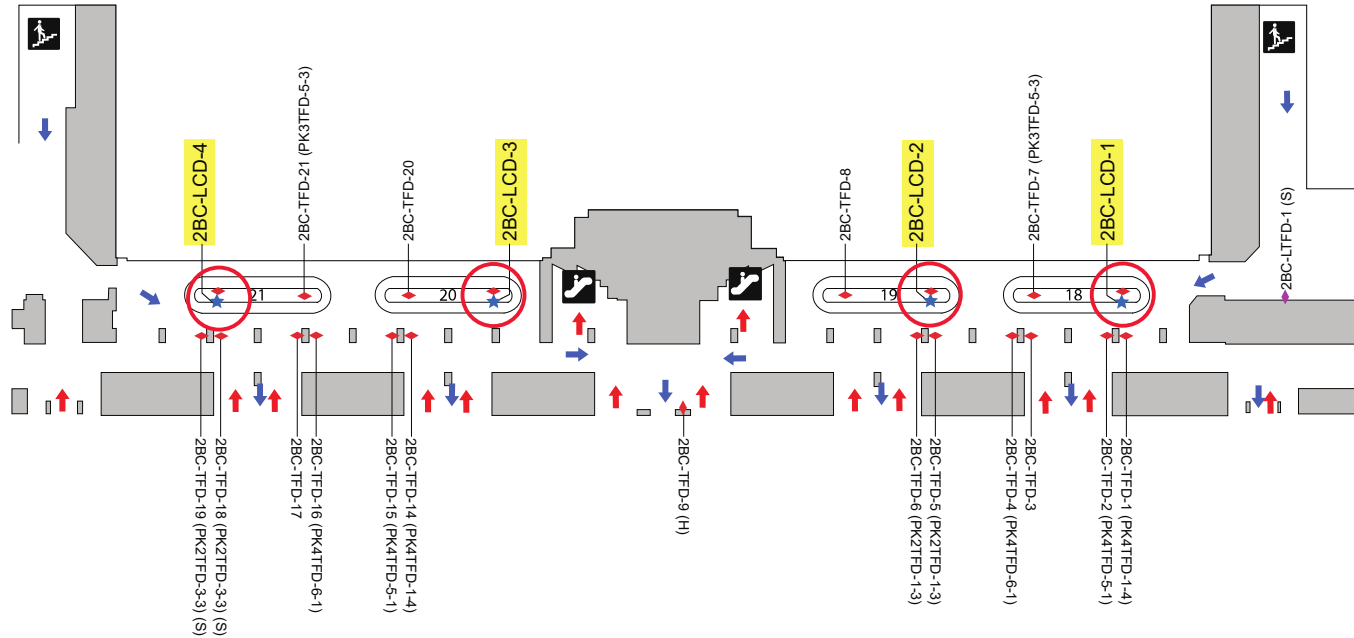 2BC-LCD-4
2BC-TFD-21 (PK3TFD-5-3)
2BC-TFD-20
2BC-LCD-3
2BC-TFD-8
2BC-LCD-2
2BC-TFD-7 (PK3TFD-5-3)
2BC-LCD-1
2BC-LTFD-1 (S)
21
20
19
18
2BC-TFD-19 (PK2TFD-3-3) (S)
2BC-TFD-18 (PK2TFD-3-3) (S)
2BC-TFD-17
2BC-TFD-16 (PK4TFD-6-1)
2BC-TFD-15 (PK4TFD-5-1)
2BC-TFD-14 (PK4TFD-1-4)
2BC-TFD-9 (H)
2BC-TFD-6 (PK2TFD-1-3)
2BC-TFD-5 (PK2TFD-1-3)
2BC-TFD-4 (PK4TFD-6-1)
2BC-TFD-3
2BC-TFD-2 (PK4TFD-5-1)
2BC-TFD-1 (PK4TFD-1-4)